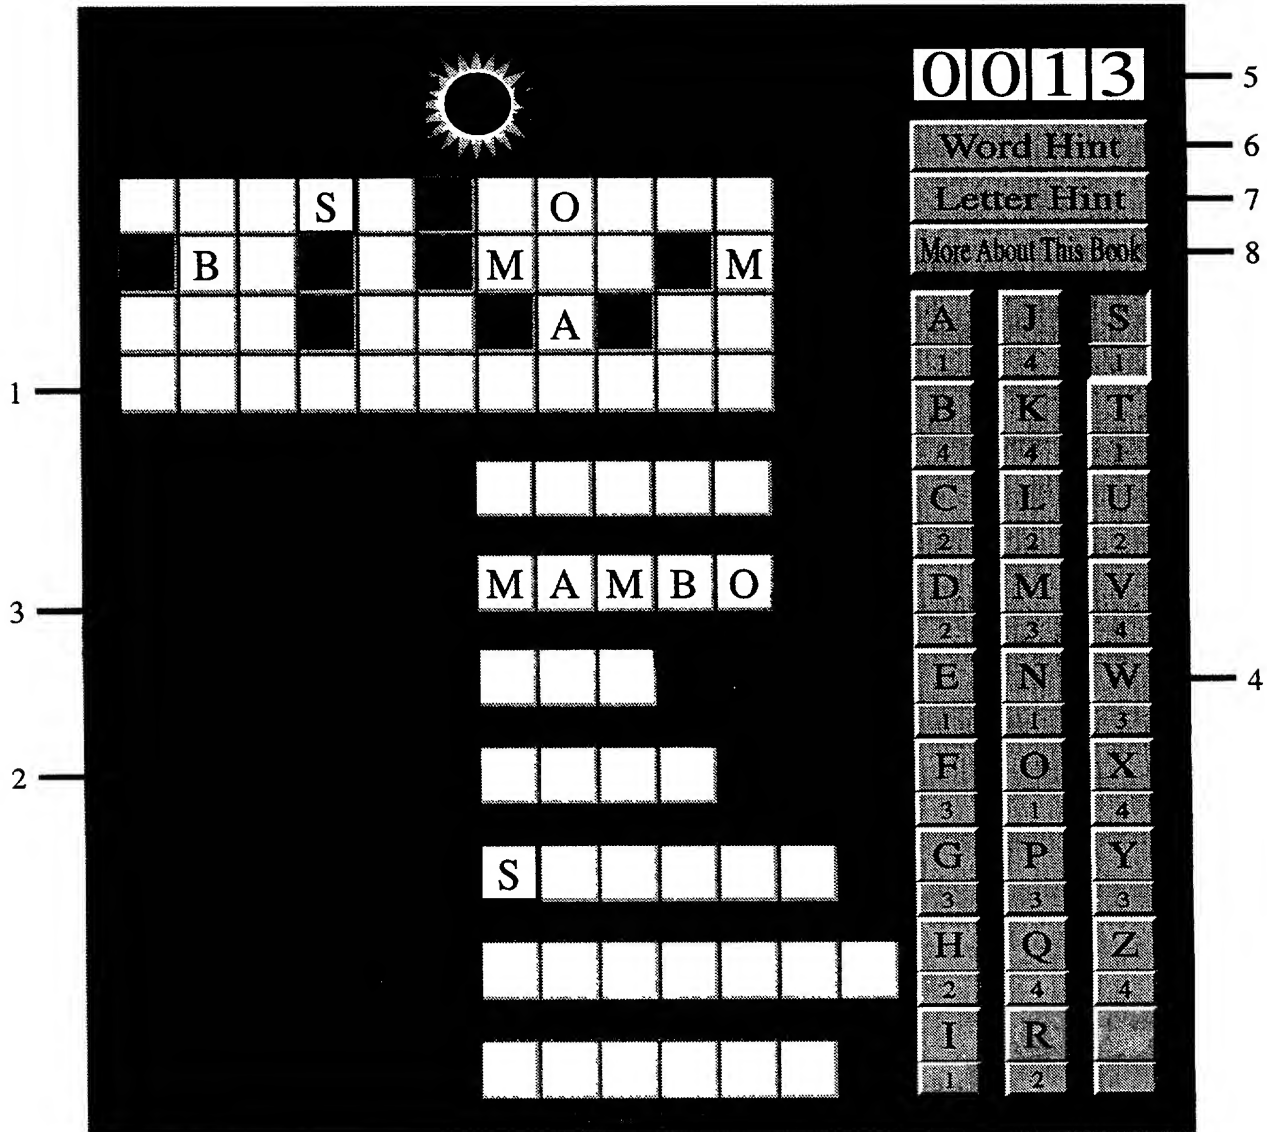 0013
5
Word Hint
6
S O
Letter Hint
7
B M M
More About This Book
8
A
A J S
1 4 1
1
B K T
4 4 1
C L U
2 2 2
M A M B O
D M V
3
2 3 4
E N W
4
1 1 3
2
F O X
3 1 4
S
G P Y
3 3 3
H Q Z
2 4 4
I R
1 2